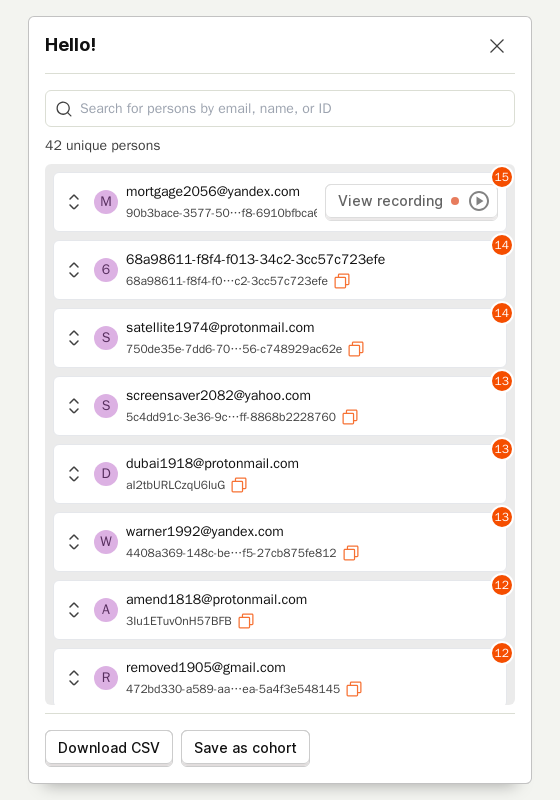 Hello!
Search for persons by email, name, or ID
42 unique persons
15
M
mortgage2056@yandex.com
90b3bace-3577-50···f8-6910bfbca6
View recording
14
6
68a98611-f8f4-f013-34c2-3cc57c723efe
68a98611-f8f4-f0···c2-3cc57c723efe
14
S
satellite1974@protonmail.com
750de35e-7dd6-70···56-c748929ac62e
13
S
screensaver2082@yahoo.com
5c4dd91c-3e36-9c···ff-8868b2228760
13
D
dubai1918@protonmail.com
al2tbURLCzqU6luG
13
W
warner1992@yandex.com
4408a369-148c-be···f5-27cb875fe812
12
A
amend1818@protonmail.com
3Iu1ETuvOnH57BFB
12
R
removed1905@gmail.com
472bd330-a589-aa···ea-5a4f3e548145
Download CSV
Save as cohort